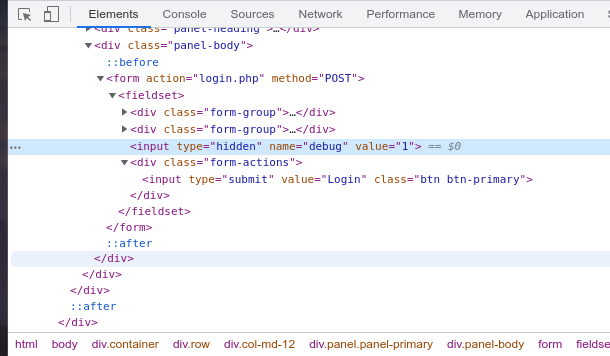 Elements Console Sources Network Performance Memory Application S
<div class="panel-heading">…</div>
<div class="panel-body">
::before
<form action="login.php" method="POST">
<fieldset>
<div class="form-group">…</div>
<div class="form-group">…</div>
<input type="hidden" name="debug" value="1"> == $0
<div class="form-actions">
<input type="submit" value="Login" class="btn btn-primary">
</div>
</fieldset>
</form>
::after
</div>
</div>
</div>
::after
</div>
html body div.container div.row div.col-md-12 div.panel.panel-primary div.panel-body form fieldse